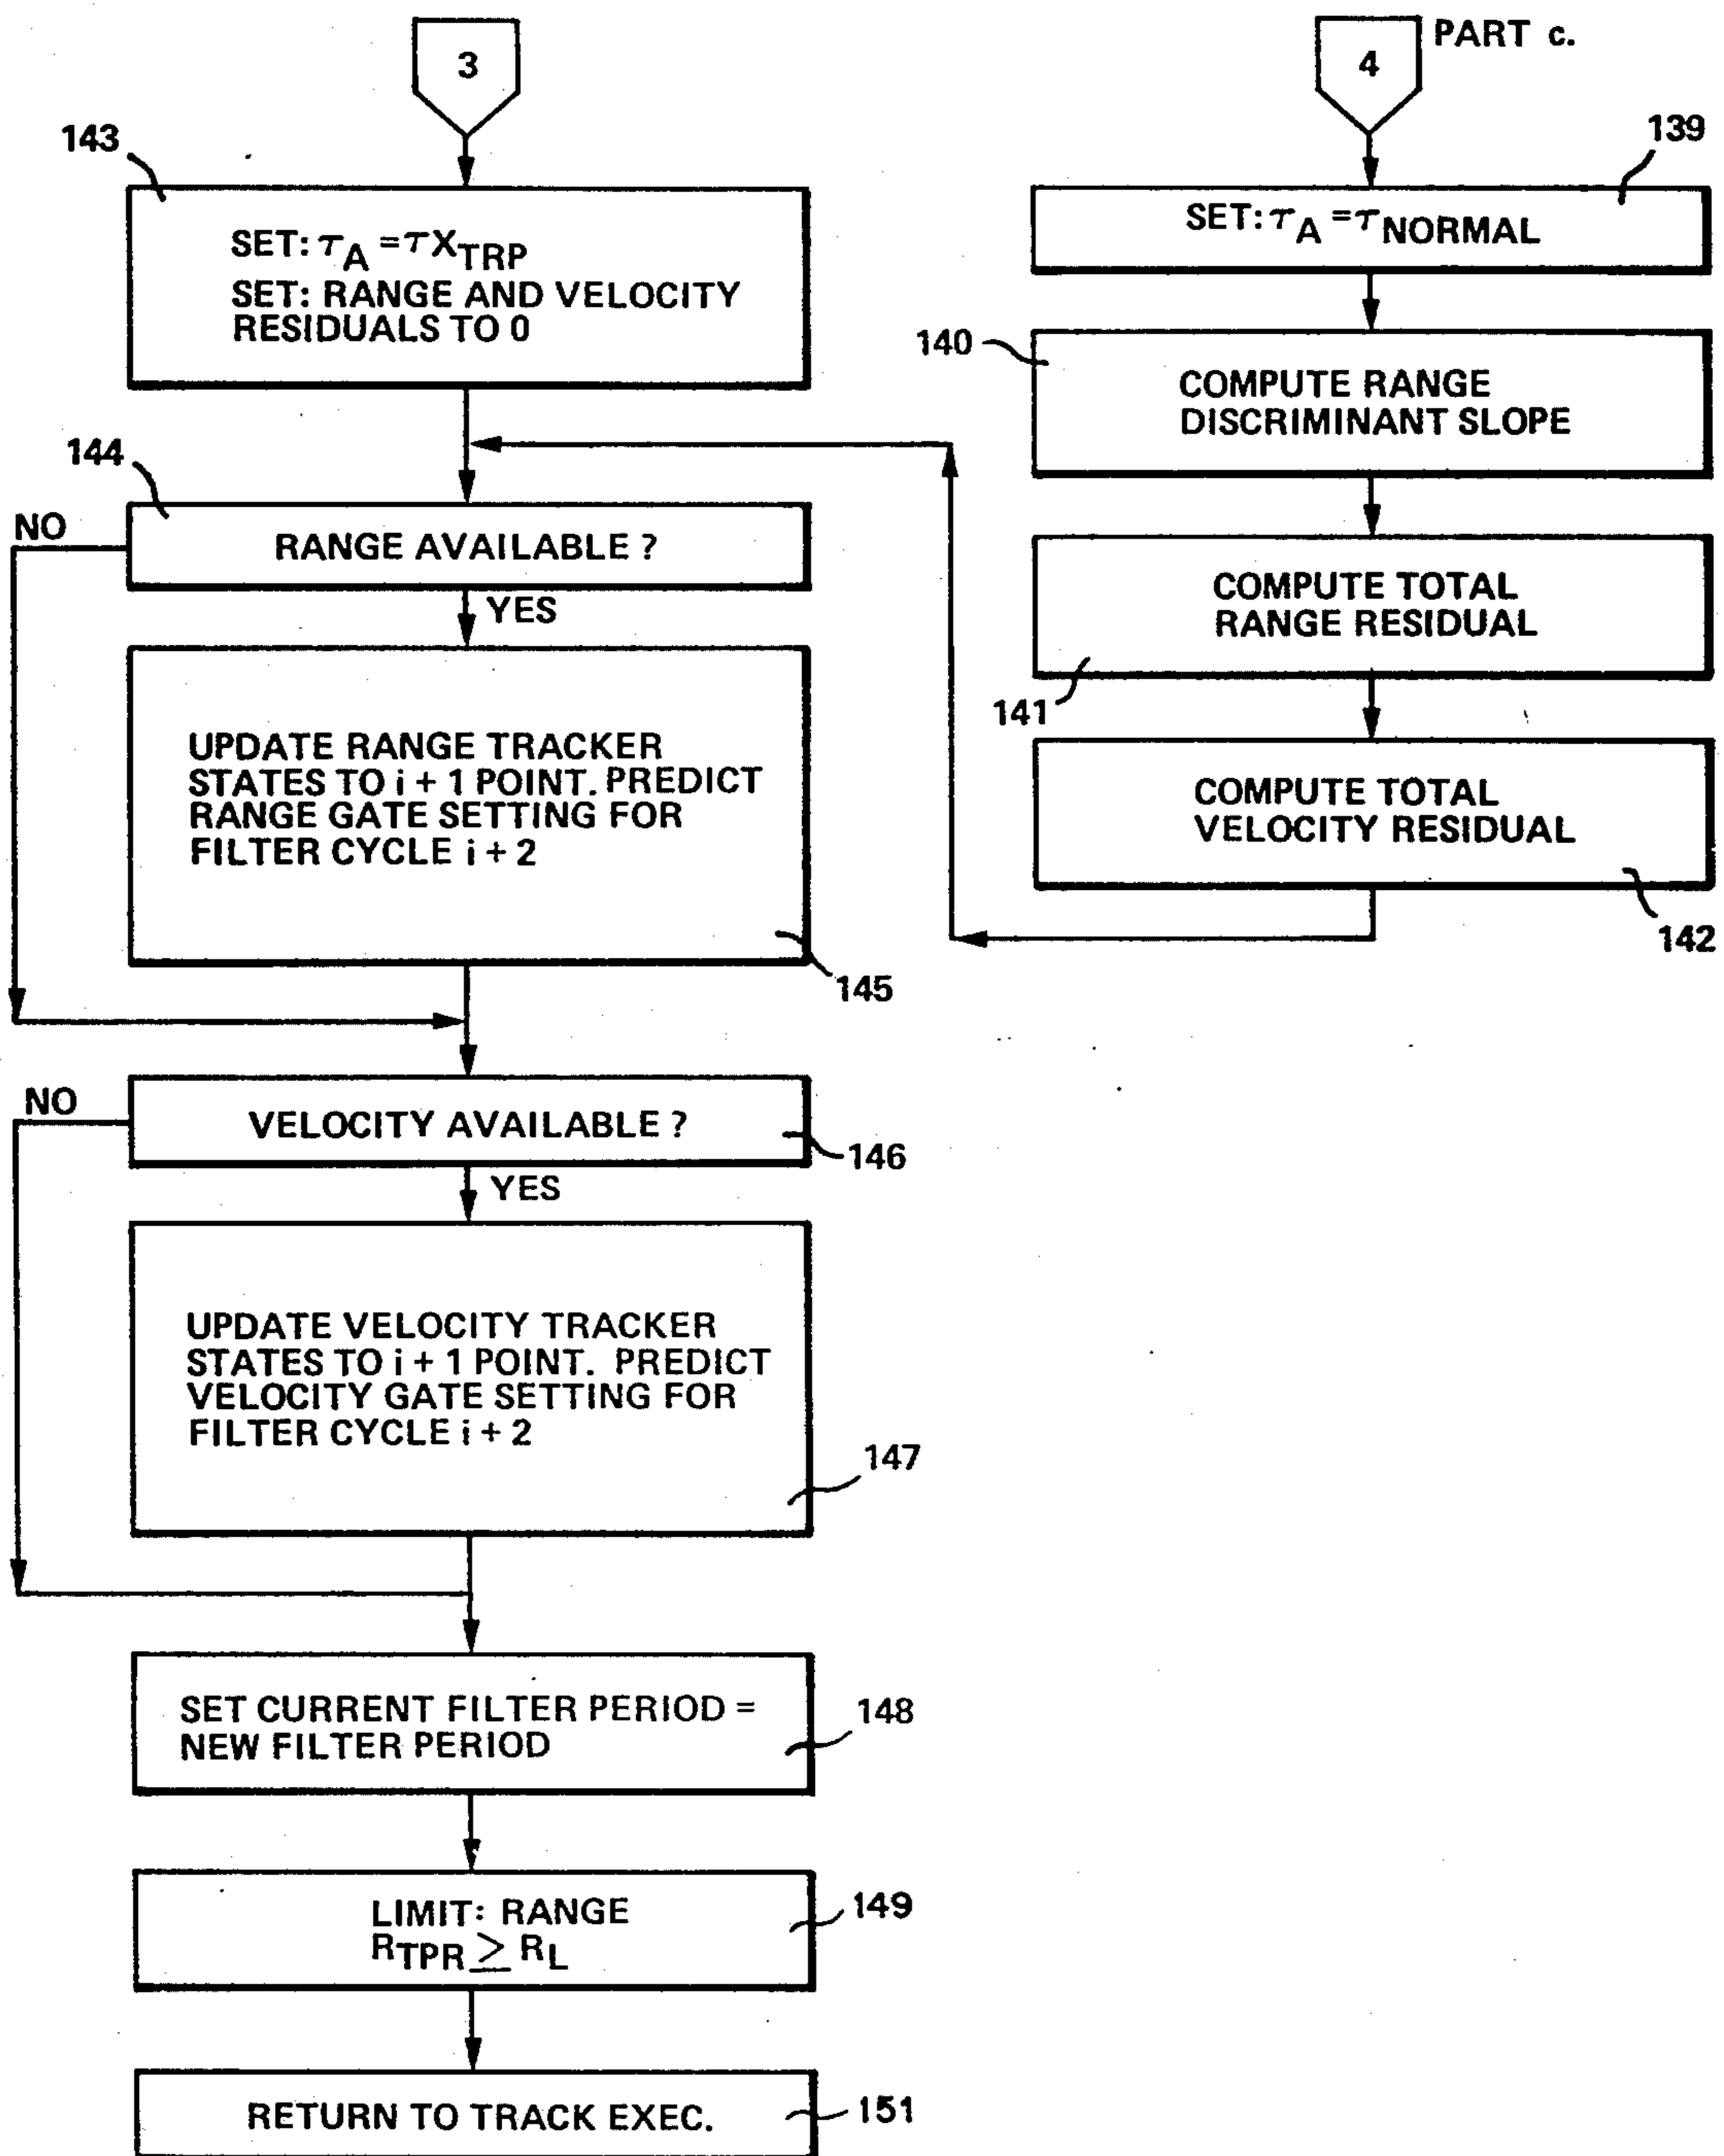 3
143
SET: τA = τXTRP
SET: RANGE AND VELOCITY
RESIDUALS TO 0
144
NO
RANGE AVAILABLE ?
YES
UPDATE RANGE TRACKER
STATES TO i + 1 POINT. PREDICT
RANGE GATE SETTING FOR
FILTER CYCLE i + 2
145
NO
VELOCITY AVAILABLE ?
146
YES
UPDATE VELOCITY TRACKER
STATES TO i + 1 POINT. PREDICT
VELOCITY GATE SETTING FOR
FILTER CYCLE i + 2
147
SET CURRENT FILTER PERIOD =
NEW FILTER PERIOD
148
LIMIT: RANGE
RTPR ≥ RL
149
RETURN TO TRACK EXEC.
151
4
PART c.
139
SET: τA = τNORMAL
140
COMPUTE RANGE
DISCRIMINANT SLOPE
COMPUTE TOTAL
RANGE RESIDUAL
141
COMPUTE TOTAL
VELOCITY RESIDUAL
142